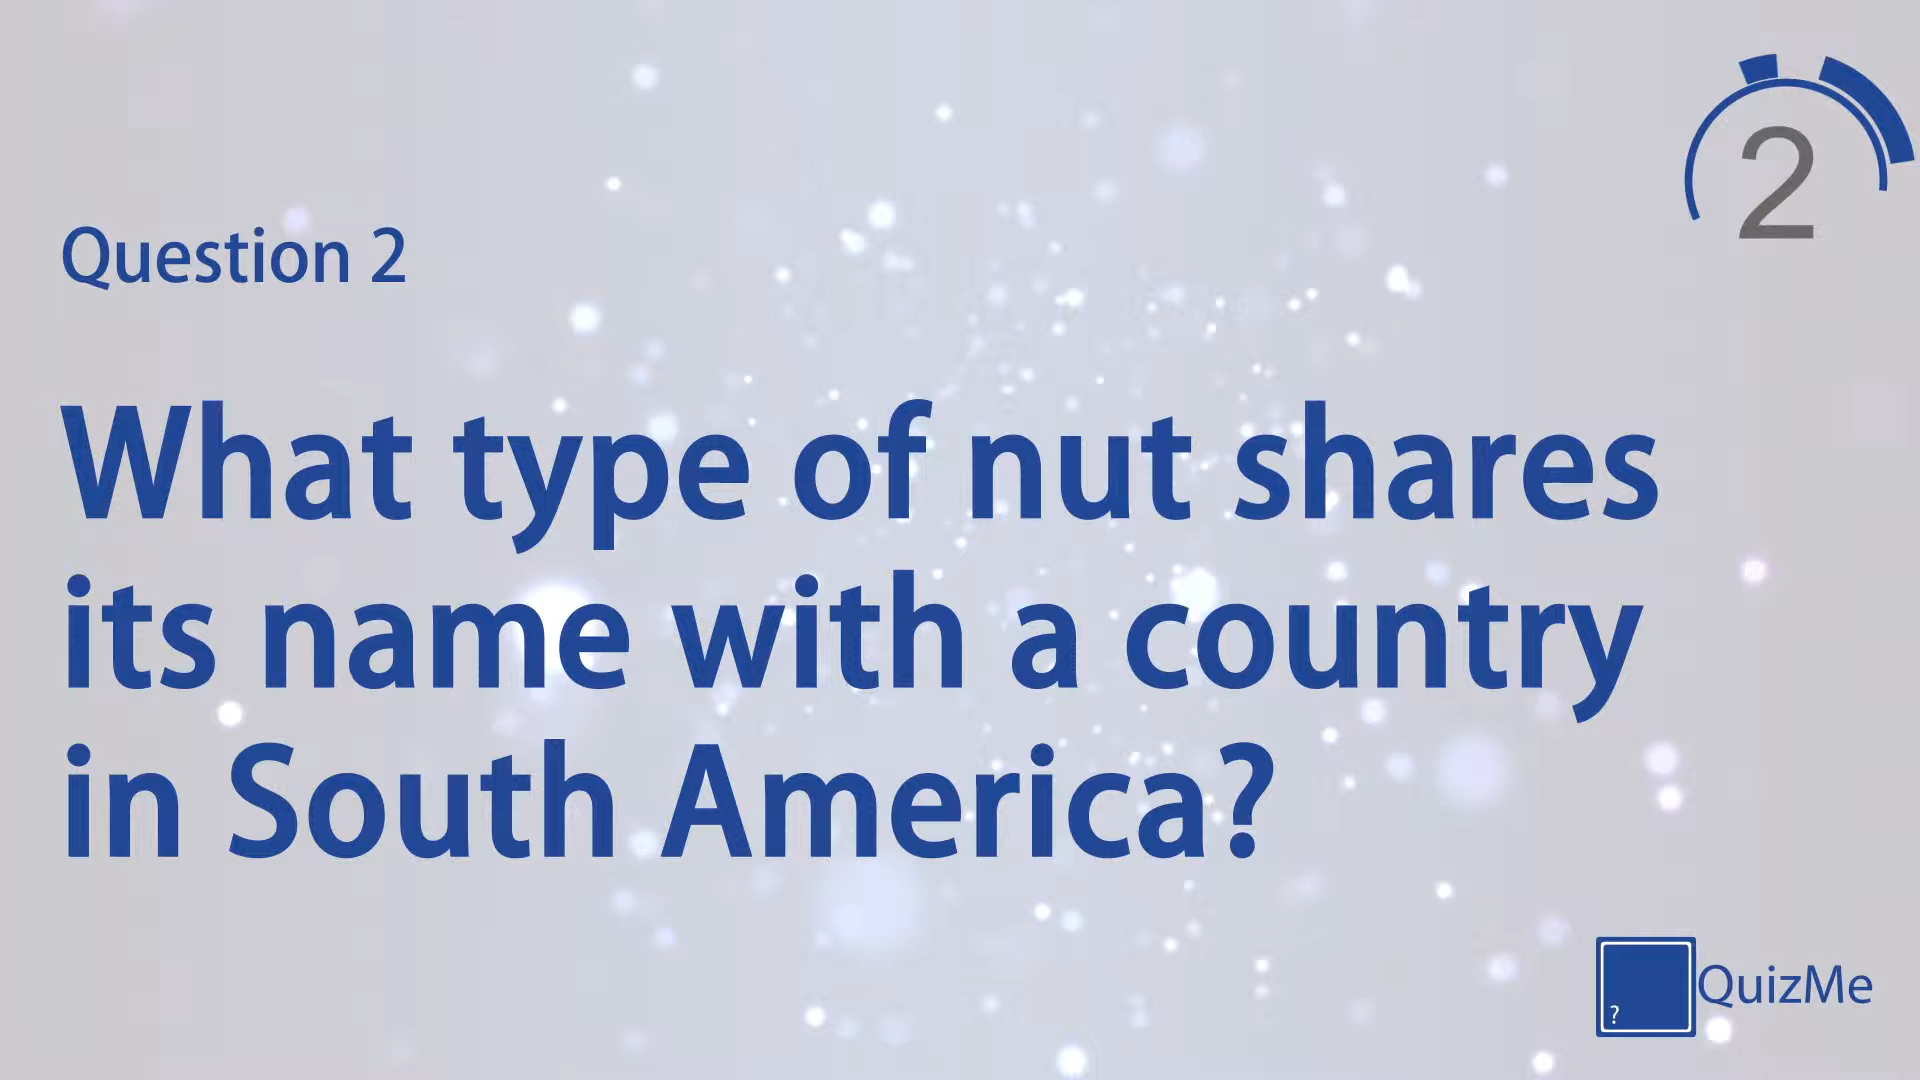 2
Question 2
What type of nut shares
its name with a country
in South America?
?
QuizMe